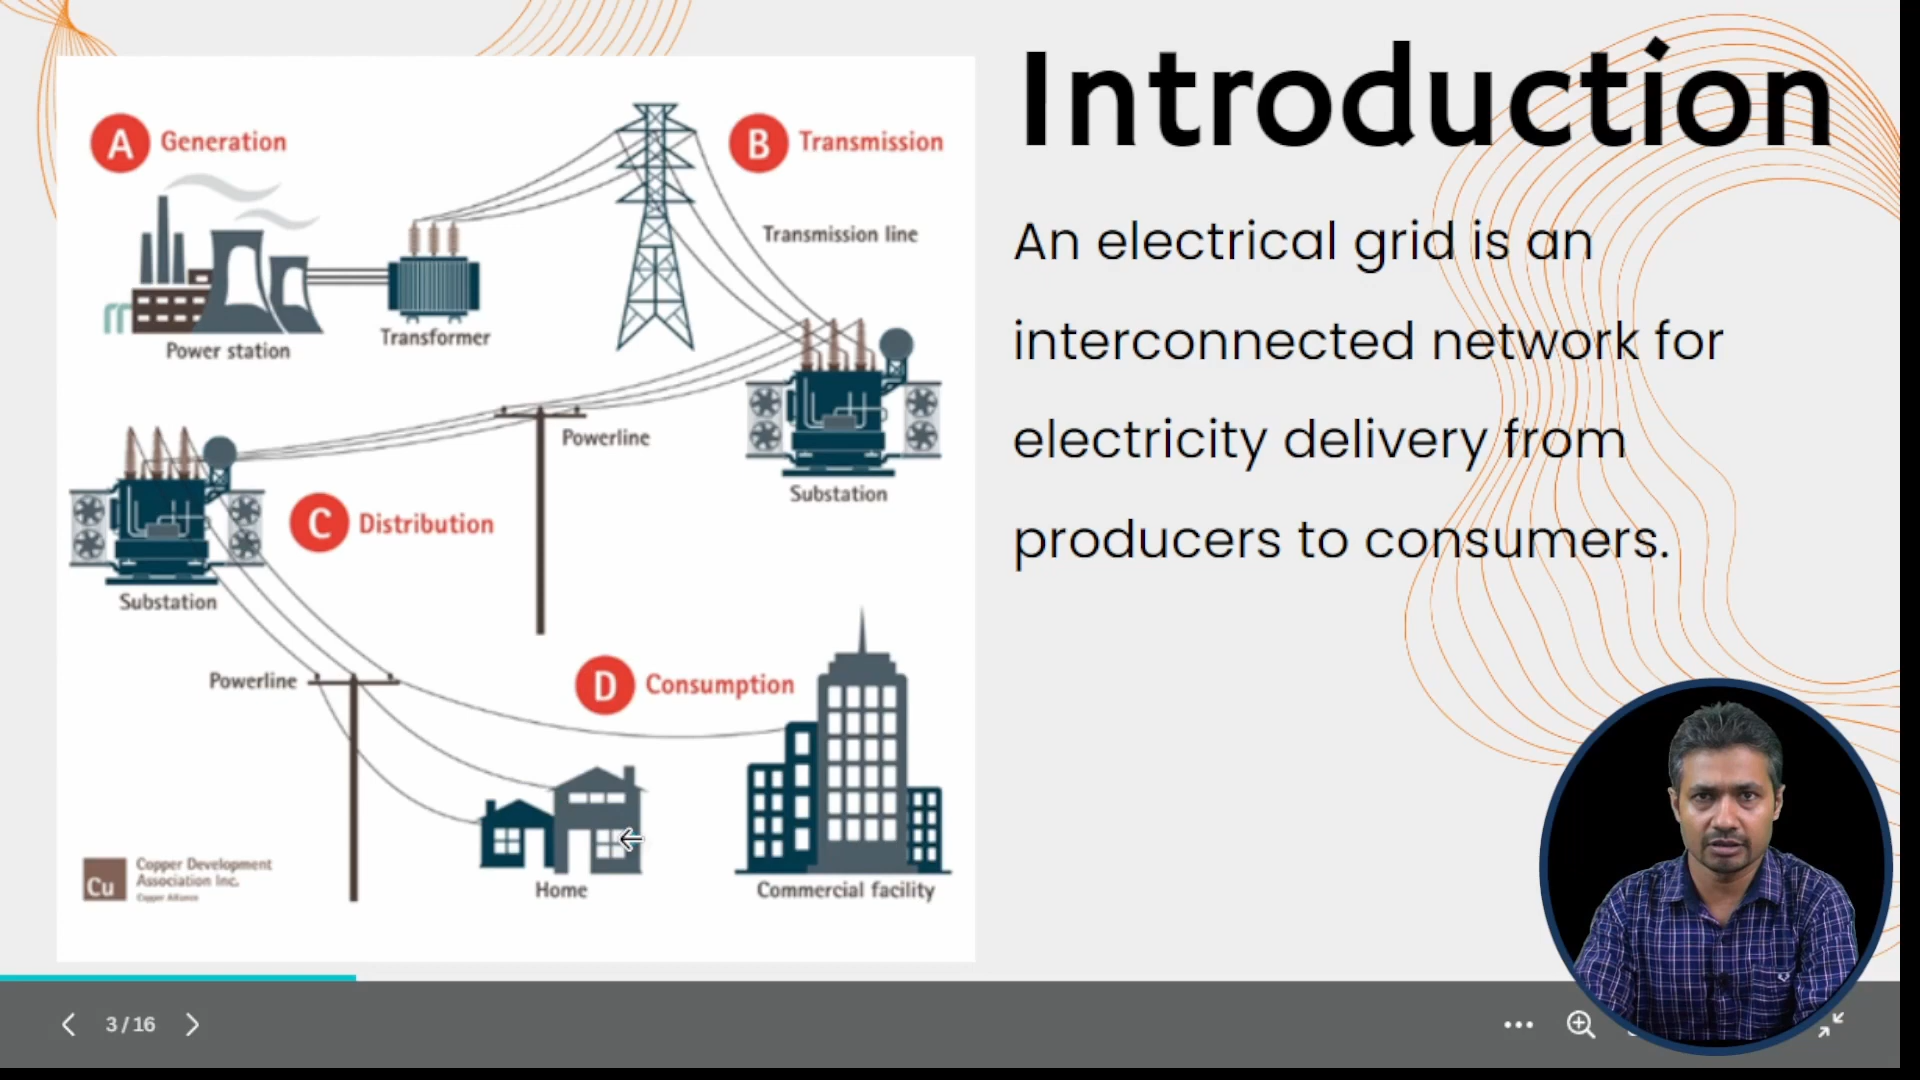 Introduction
An electrical grid is an
interconnected network for
electricity delivery from
producers to consumers.
A Generation
B Transmission
Transmission line
Power station
Transformer
Powerline
Substation
C Distribution
Substation
Powerline
D Consumption
Home
Commercial facility
Cu
Copper Development
Association Inc.
Copper Alliance
3 / 16